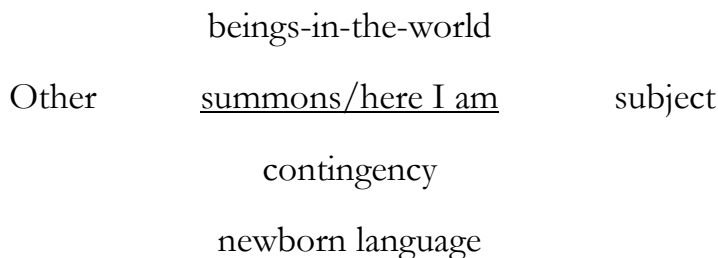 beings-in-the-world
Other summons/here I am subject
contingency
newborn language